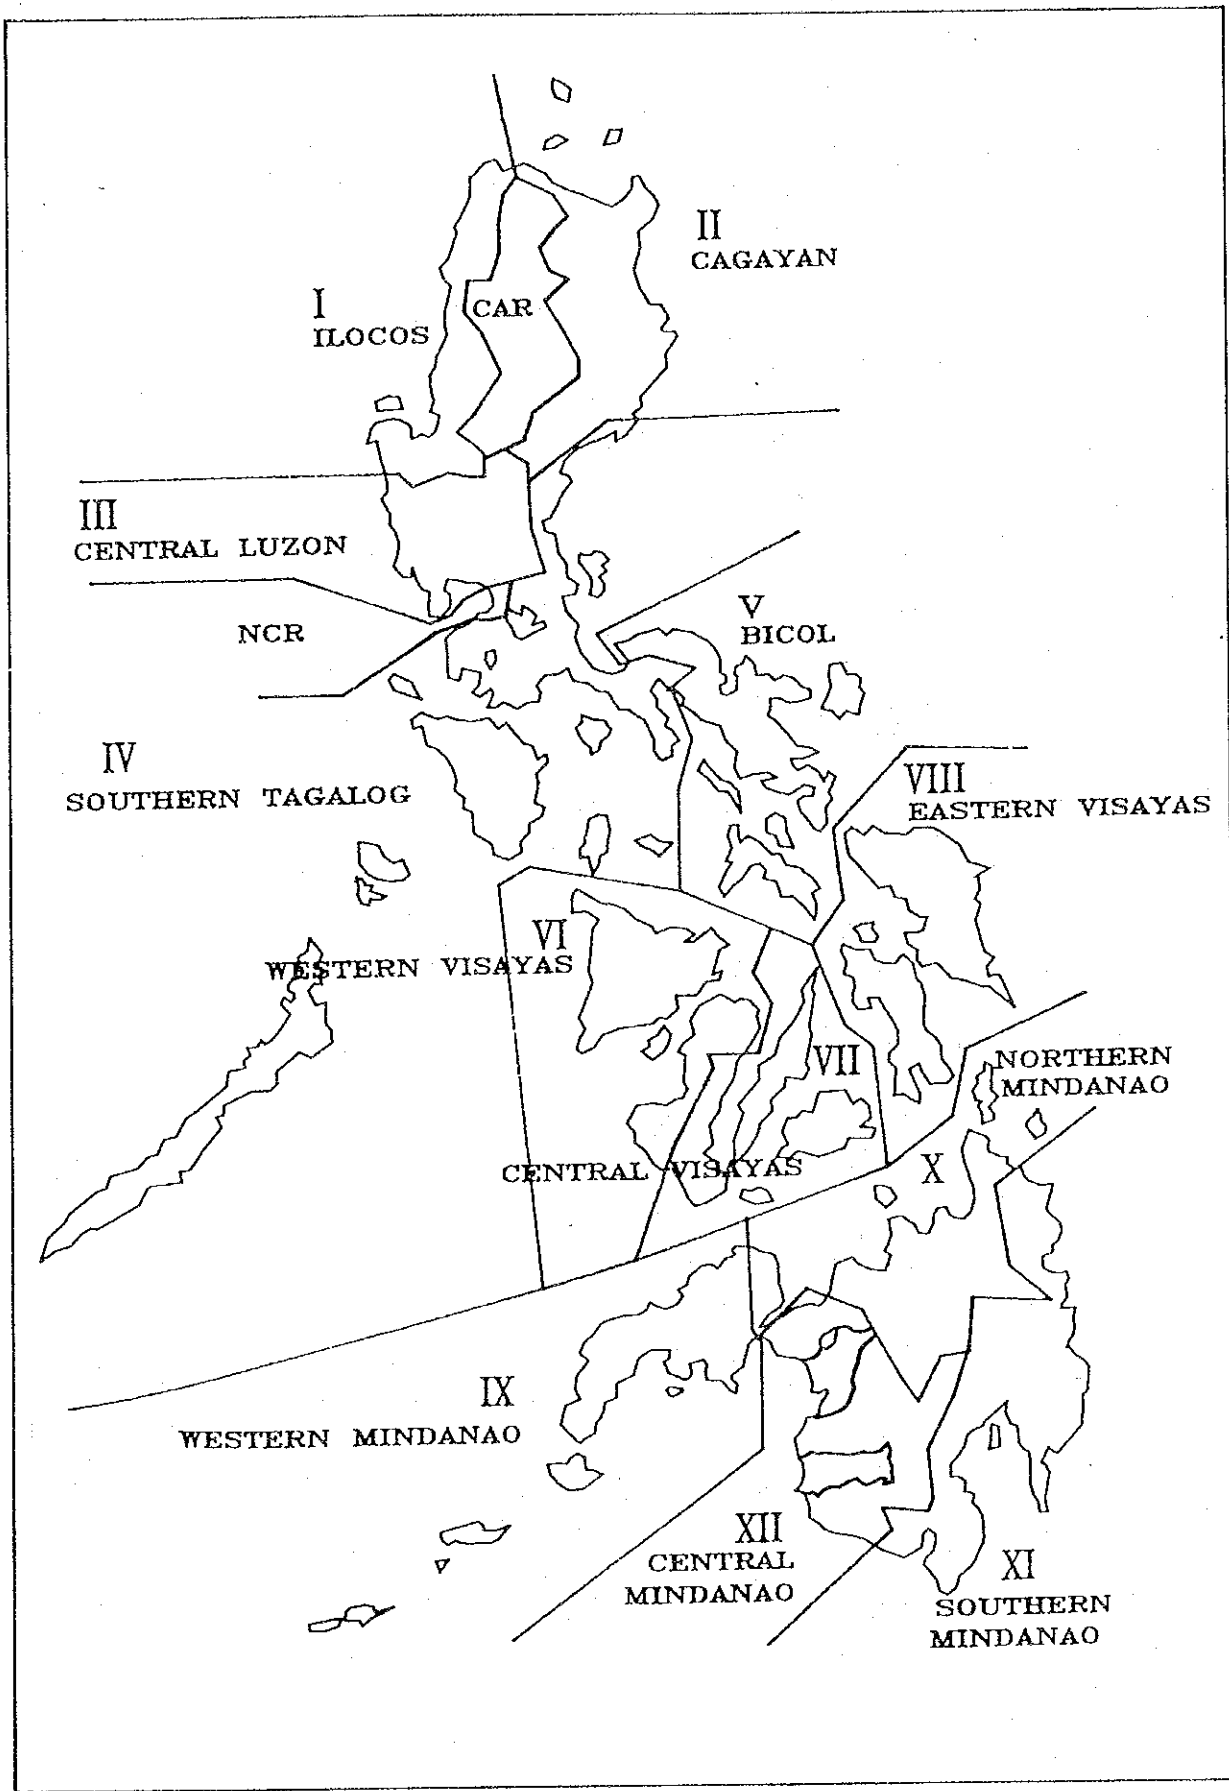 II
CAGAYAN
I
ILOCOS
CAR
III
CENTRAL LUZON
NCR
V
BICOL
IV
SOUTHERN TAGALOG
VIII
EASTERN VISAYAS
VI
WESTERN VISAYAS
VII
CENTRAL VISAYAS
NORTHERN
MINDANAO
X
IX
WESTERN MINDANAO
XII
CENTRAL
MINDANAO
XI
SOUTHERN
MINDANAO